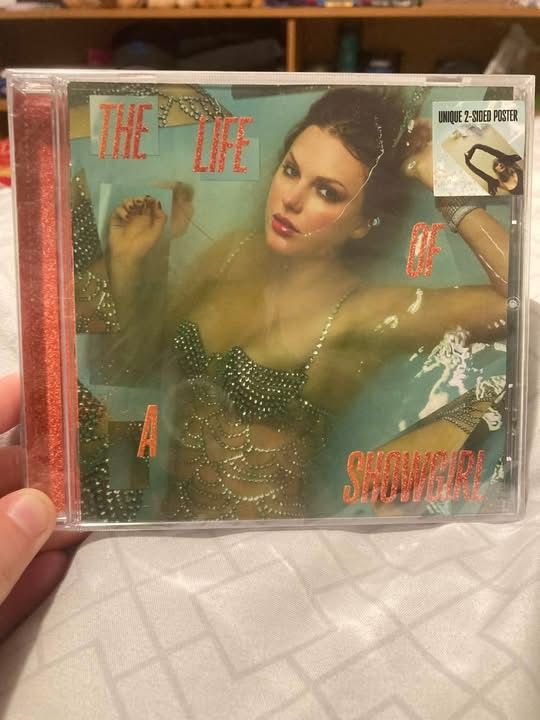 THE LIFE
OF
A
SHOWGIRL
UNIQUE 2-SIDED POSTER